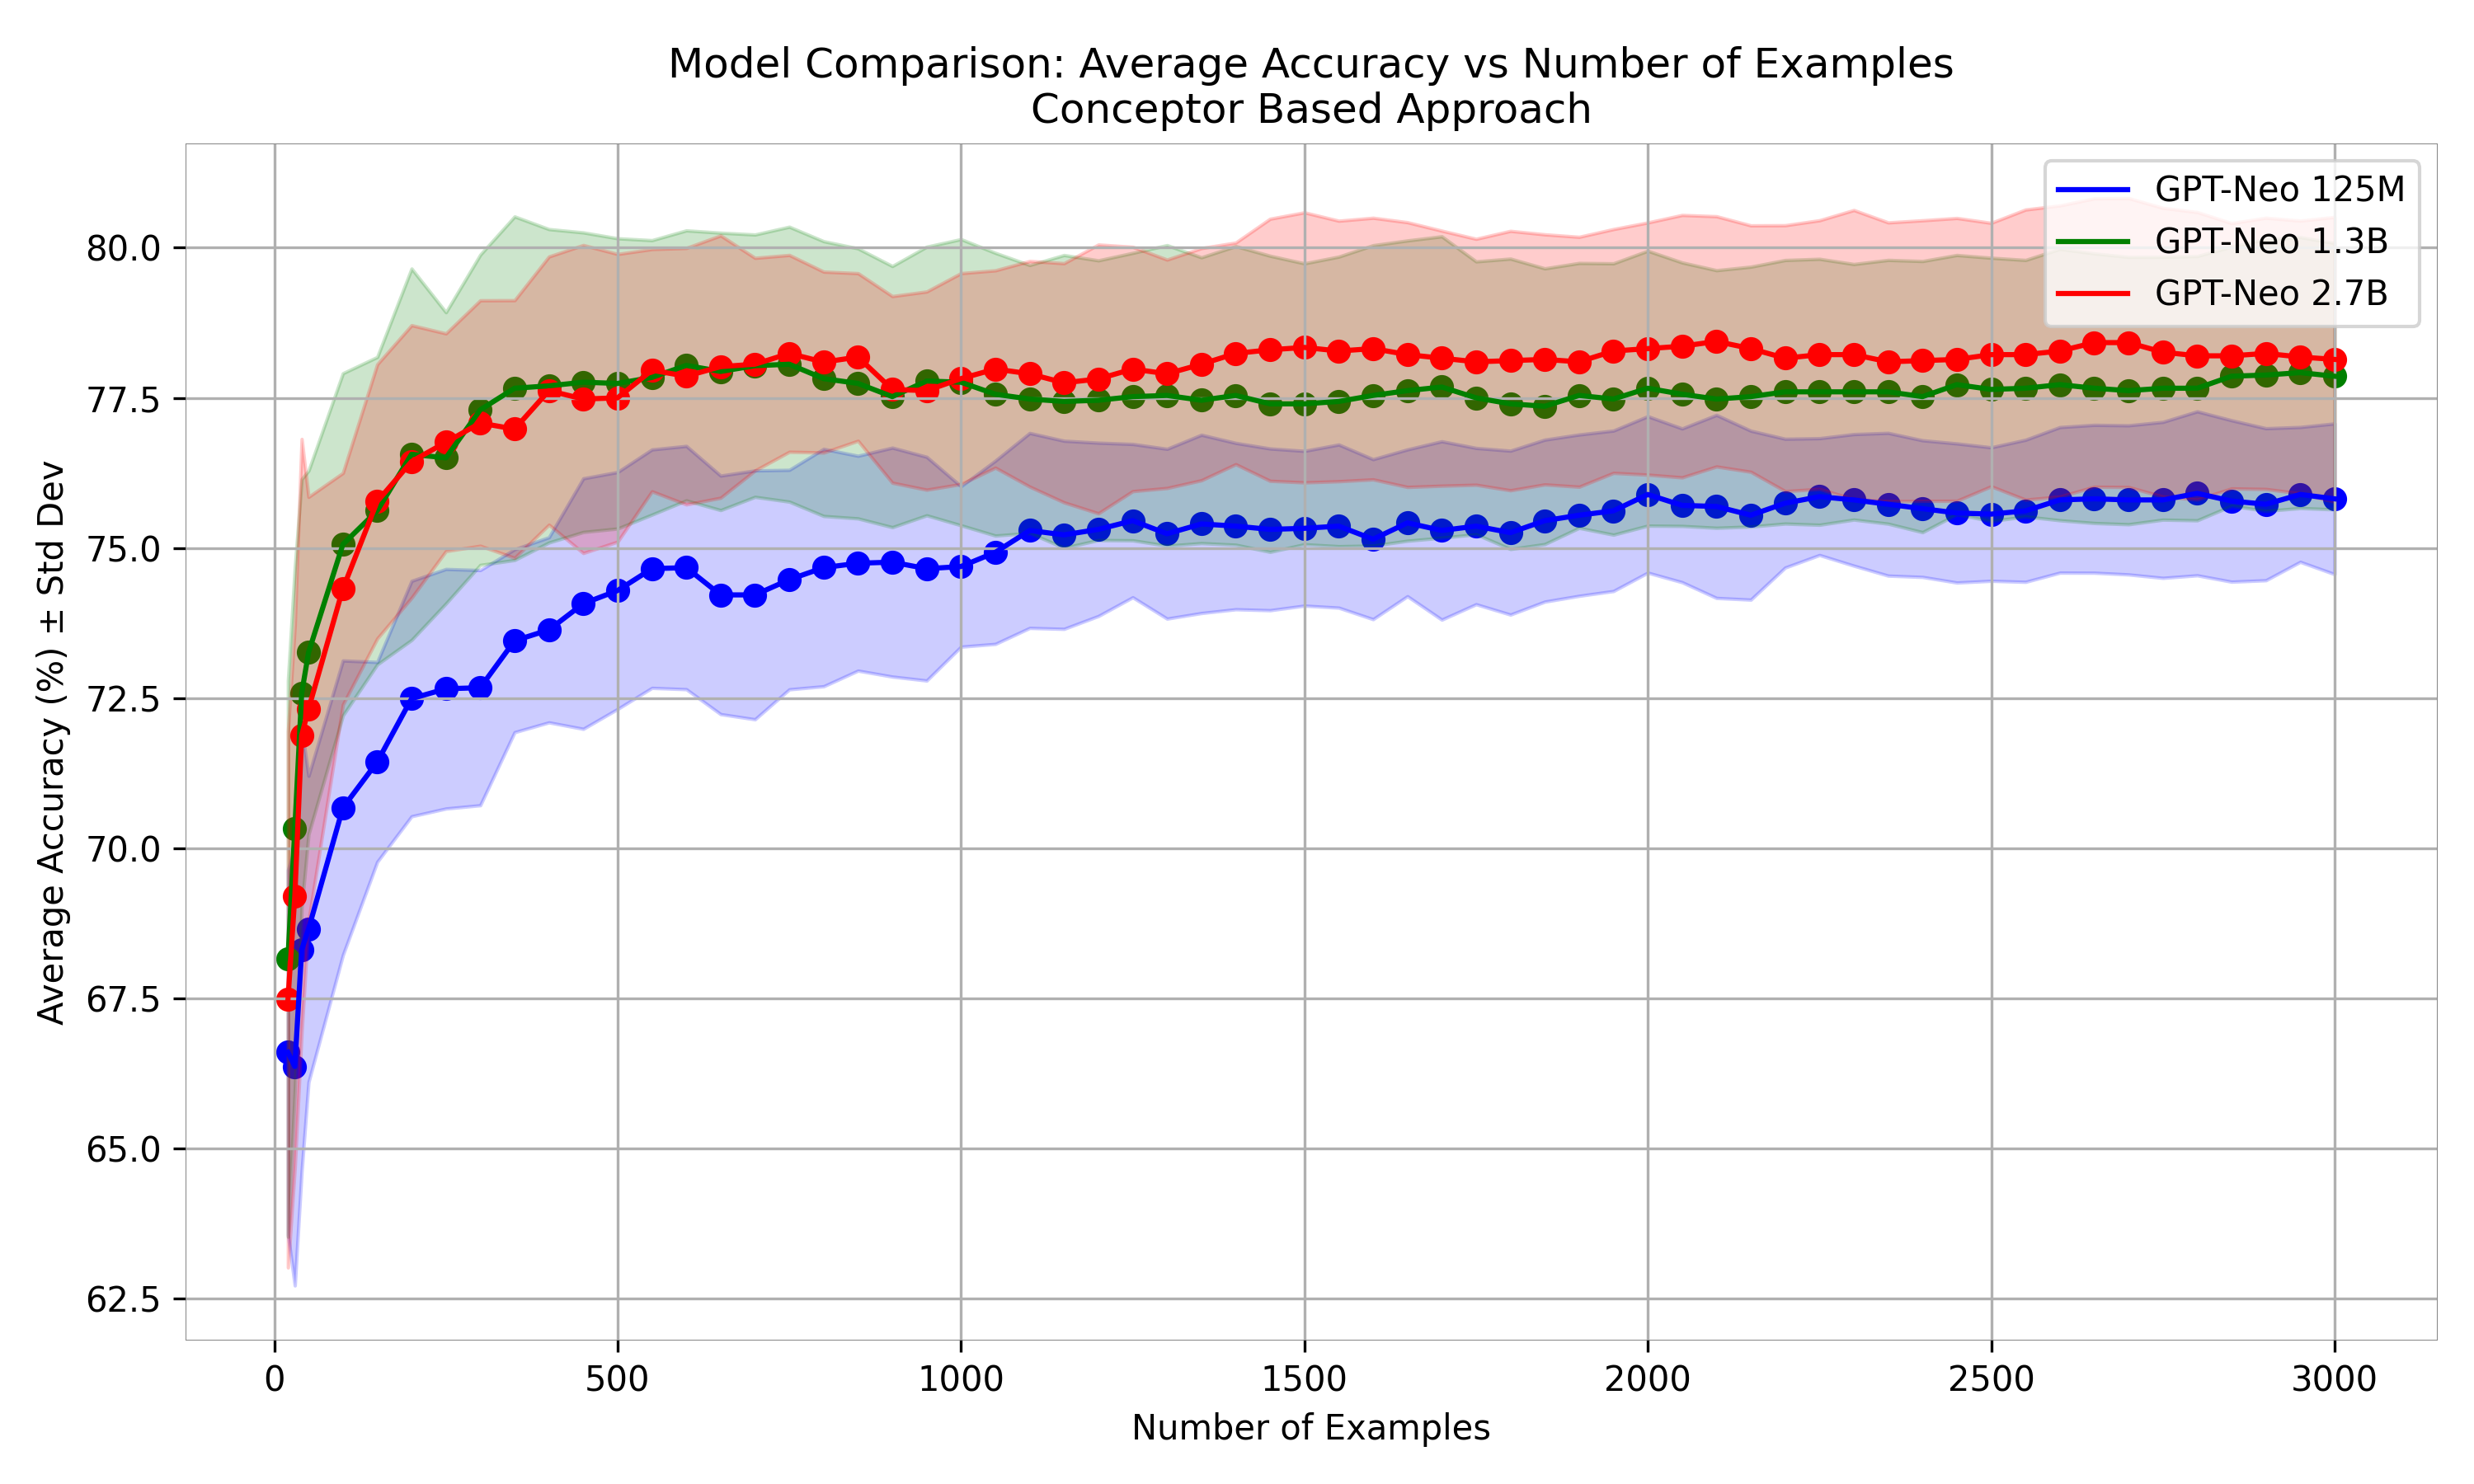 Model Comparison: Average Accuracy vs Number of Examples
Conceptor Based Approach
GPT-Neo 125M
GPT-Neo 1.3B
GPT-Neo 2.7B
Average Accuracy (%) ± Std Dev
80.0
77.5
75.0
72.5
70.0
67.5
65.0
62.5
0 500 1000 1500 2000 2500 3000
Number of Examples